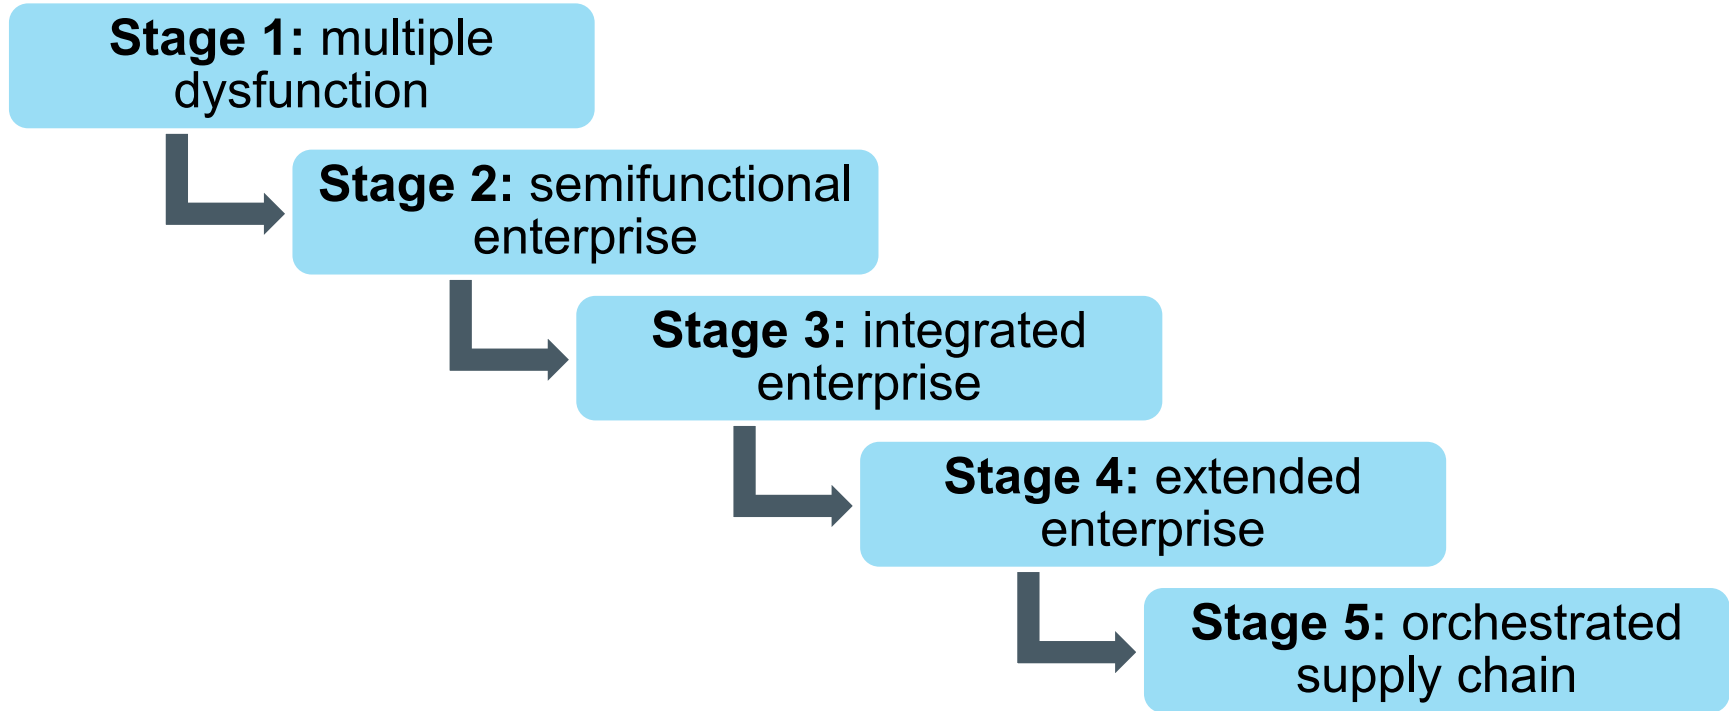 Stage 1: multiple
dysfunction
Stage 2: semifunctional
enterprise
Stage 3: integrated
enterprise
Stage 4: extended
enterprise
Stage 5: orchestrated
supply chain